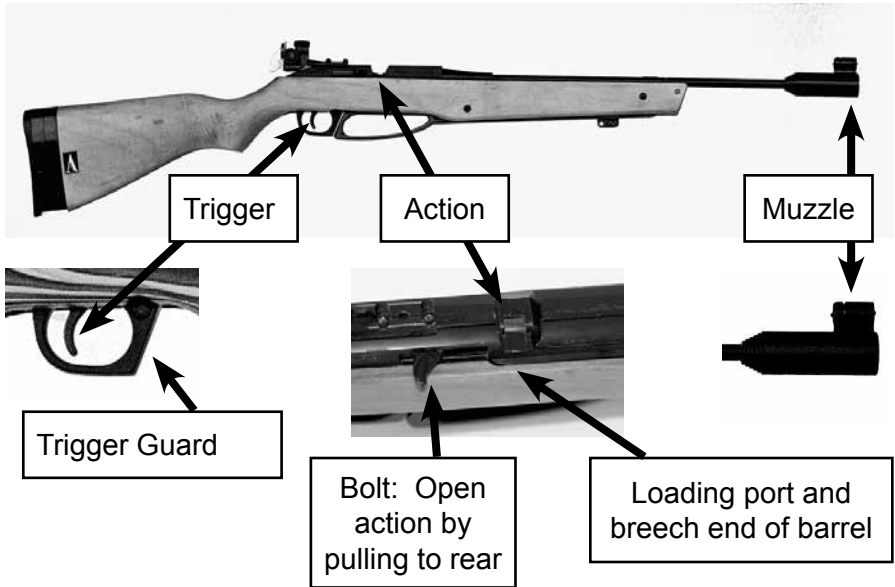 Trigger
Action
Muzzle
Trigger Guard
Bolt: Open
action by
pulling to rear
Loading port and
breech end of barrel